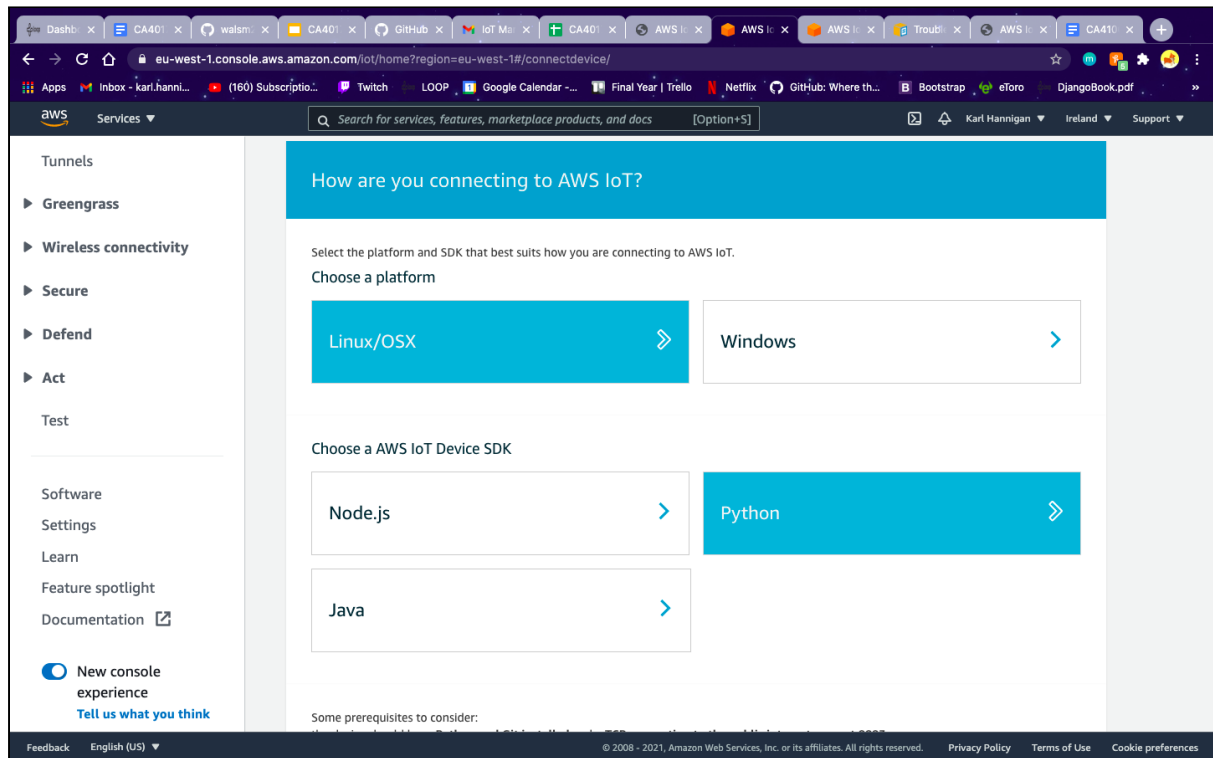 Dashbo CA401 walsm CA401 GitHub IoT Ma CA401 AWS Ic AWS Ic AWS Ic Troubl AWS Ic CA410
eu-west-1.console.aws.amazon.com/iot/home?region=eu-west-1#/connectdevice/
Apps Inbox - karl.hanni... (160) Subscriptio... Twitch LOOP Google Calendar -... Final Year | Trello Netflix GitHub: Where th... Bootstrap eToro DjangoBook.pdf »
aws Services Search for services, features, marketplace products, and docs [Option+S] Karl Hannigan Ireland Support
Tunnels
Greengrass
Wireless connectivity
Secure
Defend
Act
Test
Software
Settings
Learn
Feature spotlight
Documentation
New console
experience
Tell us what you think
How are you connecting to AWS IoT?
Select the platform and SDK that best suits how you are connecting to AWS IoT.
Choose a platform
Linux/OSX
Windows
Choose a AWS IoT Device SDK
Node.js
Python
Java
Some prerequisites to consider:
Feedback English (US) © 2008 - 2021, Amazon Web Services, Inc. or its affiliates. All rights reserved. Privacy Policy Terms of Use Cookie preferences